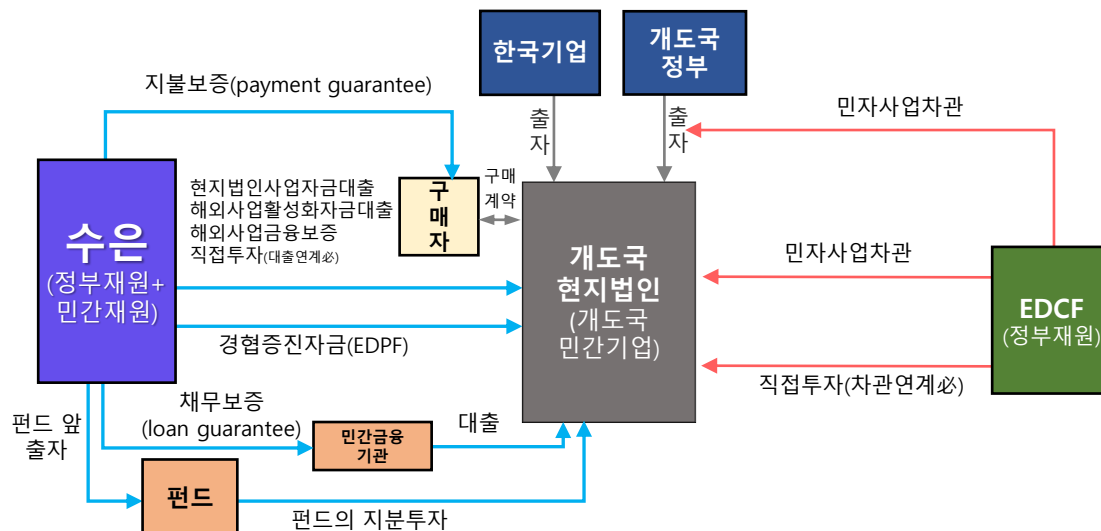 한국기업
개도국
정부
지불보증(payment guarantee)
출
자
출
자
민자사업차관
수은
(정부재원+
민간재원)
현지법인사업자금대출
해외사업활성화자금대출
해외사업금융보증
직접투자(대출연계必)
구
매
자
구매
계약
개도국
현지법인
(개도국
민간기업)
민자사업차관
EDCF
(정부재원)
경협증진자금(EDPF)
직접투자(차관연계必)
펀드 앞
출자
채무보증
(loan guarantee)
민간금융
기관
대출
펀드
펀드의 지분투자